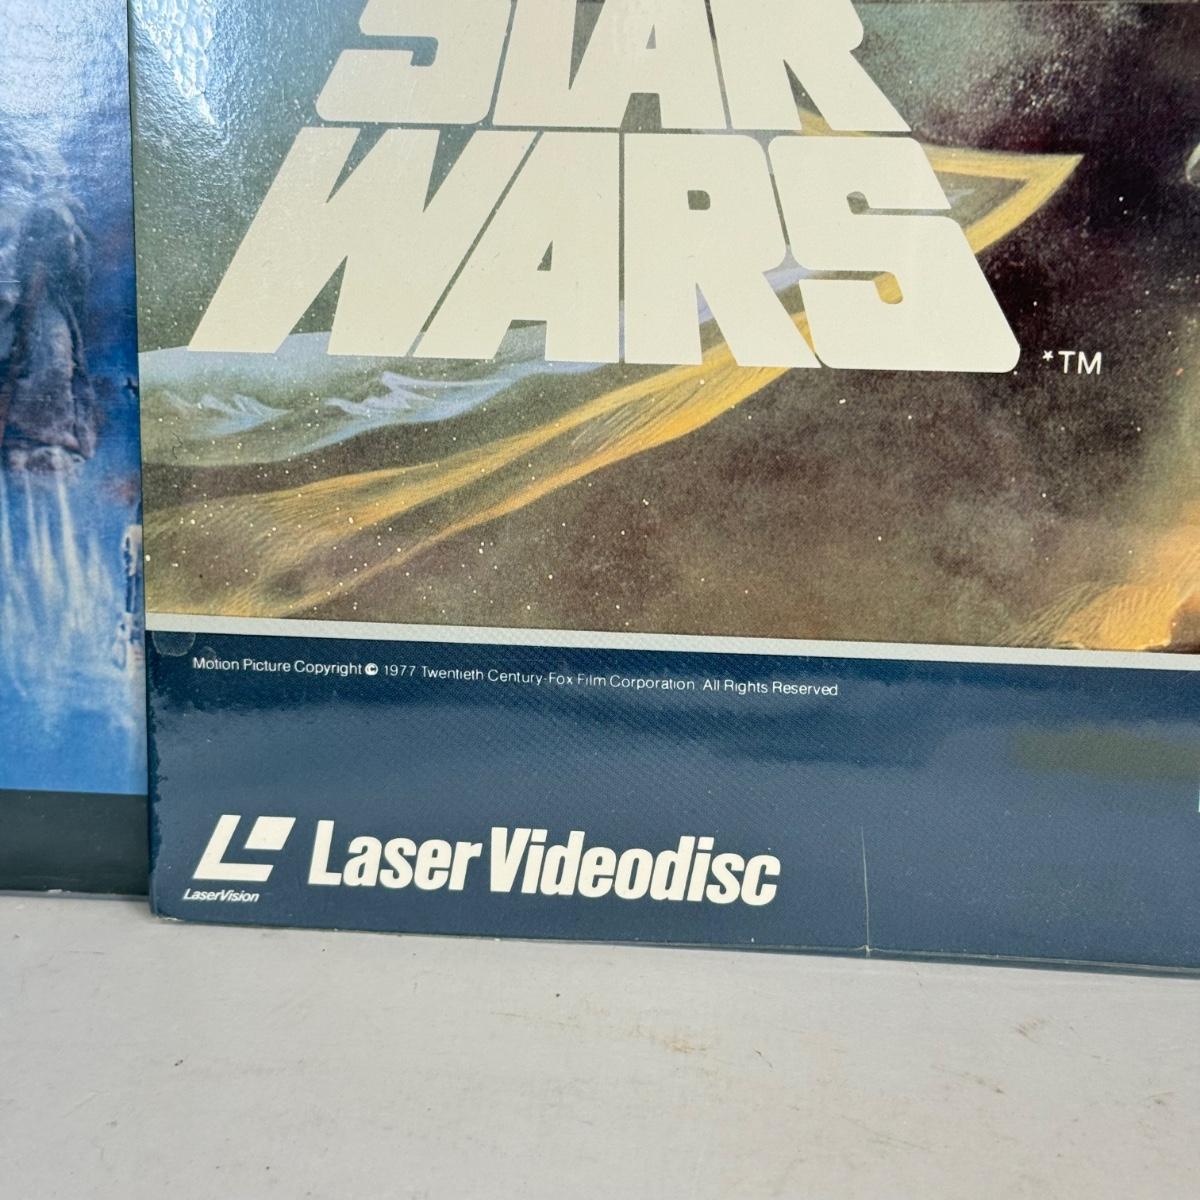 STAR
WARS
*TM
Motion Picture Copyright © 1977 Twentieth Century-Fox Film Corporation All Rights Reserved
Laser Videodisc
LaserVision